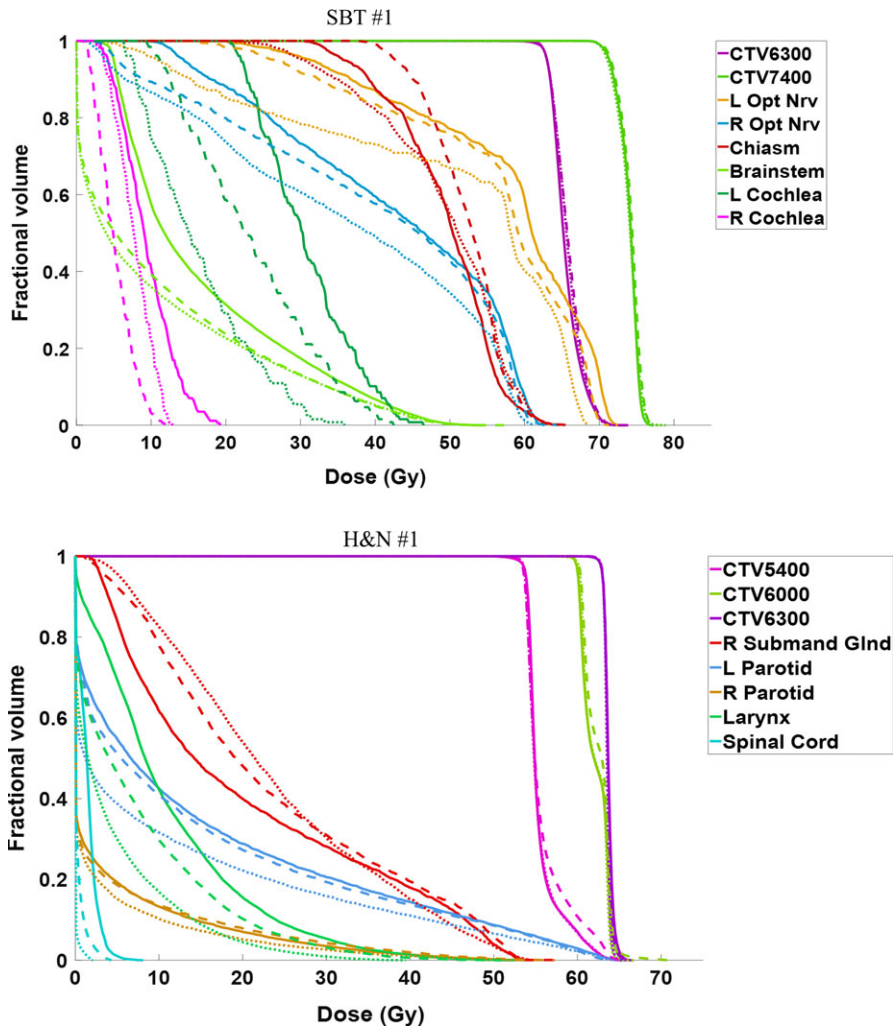 SBT #1
1
0.8
0.6
0.4
0.2
0
Fractional volume
0 10 20 30 40 50 60 70 80
Dose (Gy)
CTV6300
CTV7400
L Opt Nrv
R Opt Nrv
Chiasm
Brainstem
L Cochlea
R Cochlea
H&N #1
1
0.8
0.6
0.4
0.2
0
Fractional volume
0 10 20 30 40 50 60 70
Dose (Gy)
CTV5400
CTV6000
CTV6300
R Submand Glnd
L Parotid
R Parotid
Larynx
Spinal Cord